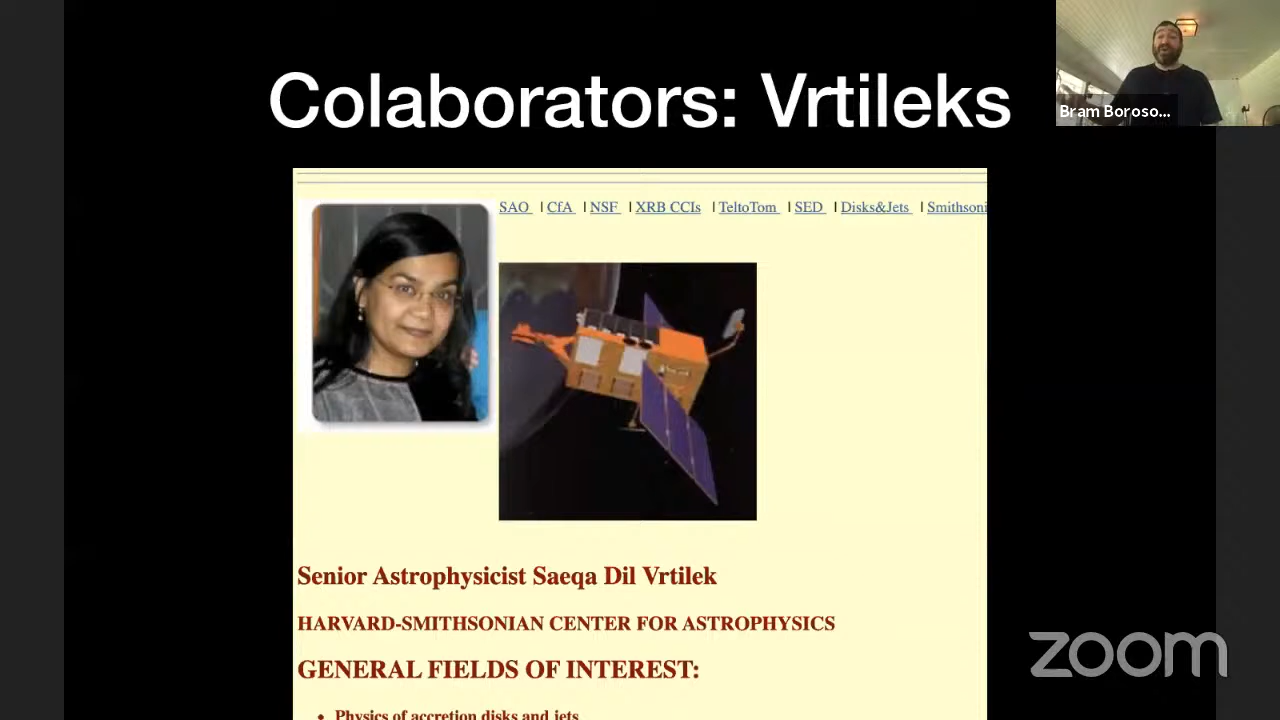 Colaborators: Vrtileks
Bram Boroso...
SAO | CfA | NSF | XRB CCIs | TeltoTom | SED | Disks&Jets | Smithsoni
Senior Astrophysicist Saeqa Dil Vrtilek
HARVARD-SMITHSONIAN CENTER FOR ASTROPHYSICS
GENERAL FIELDS OF INTEREST:
• Physics of accretion disks and jets
zoom